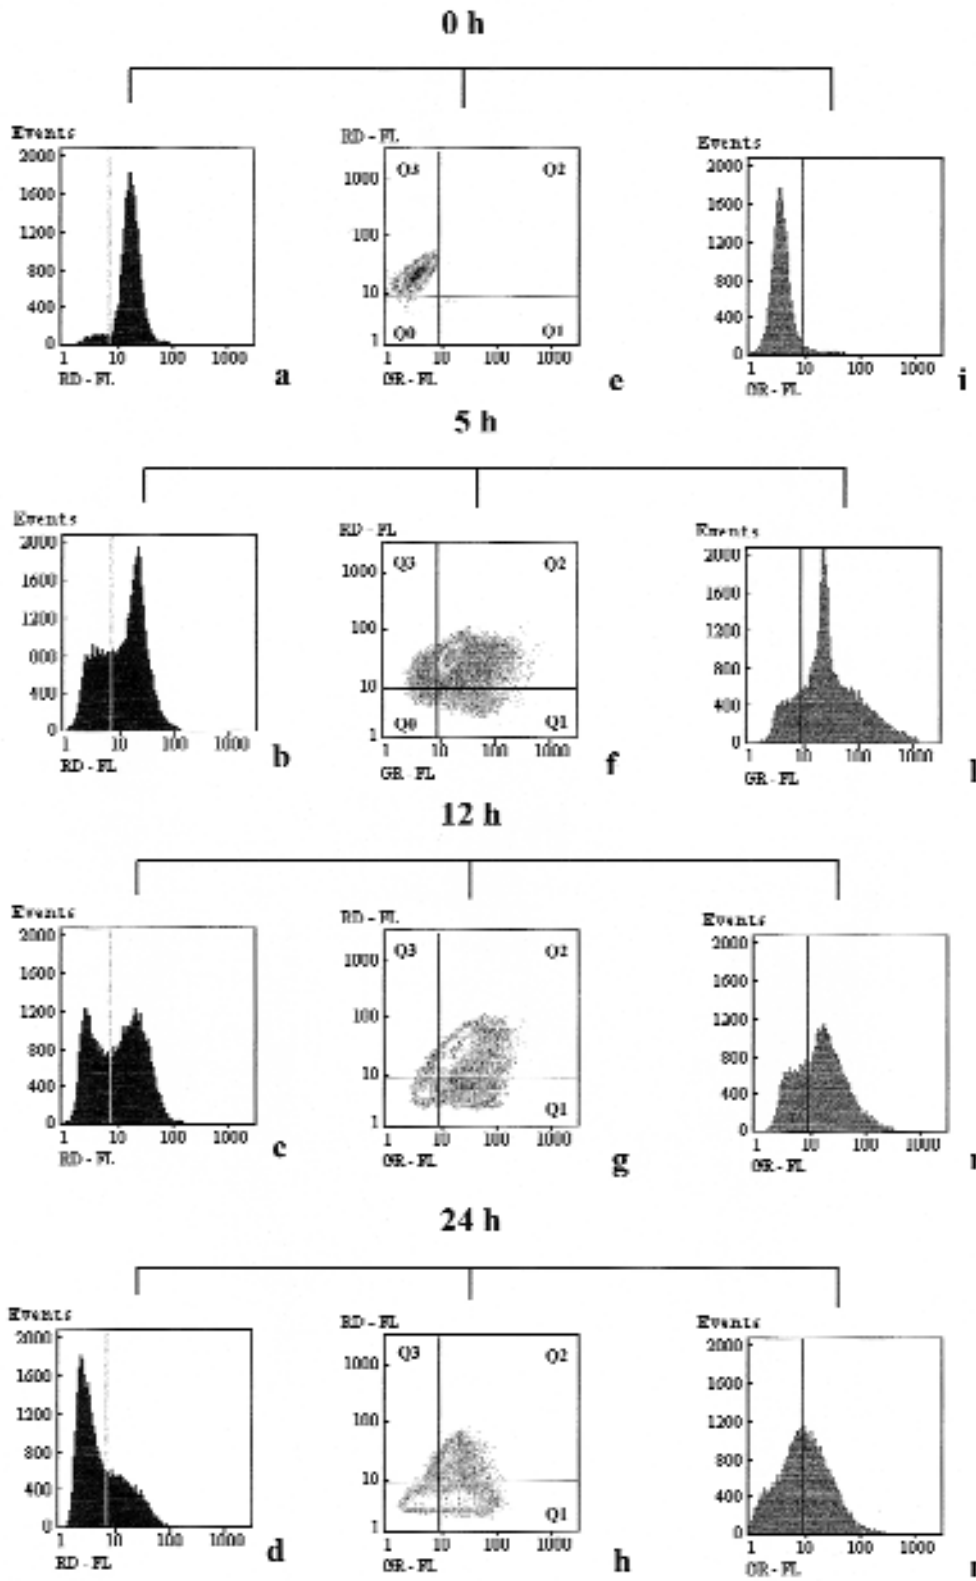 0 h
Events
2000
1600
1200
800
400
0
1 10 100 1000
RD - FL
a
RD - FL
1000
100
10
1
Q3 Q2
Q0 Q1
1 10 100 1000
GR - FL
e
Events
2000
1600
1200
800
400
0
1 10 100 1000
GR - FL
i
5 h
Events
2000
1600
1200
800
400
0
1 10 100 1000
RD - FL
b
RD - FL
1000
100
10
1
Q3 Q2
Q0 Q1
1 10 100 1000
GR - FL
f
Events
2000
1600
1200
800
400
0
1 10 100 1000
GR - FL
12 h
Events
2000
1600
1200
800
400
0
1 10 100 1000
RD - FL
c
RD - FL
1000
100
10
1
Q3 Q2
Q1
1 10 100 1000
GR - FL
g
Events
2000
1600
1200
800
400
0
1 10 100 1000
GR - FL
24 h
Events
2000
1600
1200
800
400
0
1 10 100 1000
RD - FL
d
RD - FL
1000
100
10
1
Q3 Q2
Q1
1 10 100 1000
GR - FL
h
Events
2000
1600
1200
800
400
0
1 10 100 1000
GR - FL